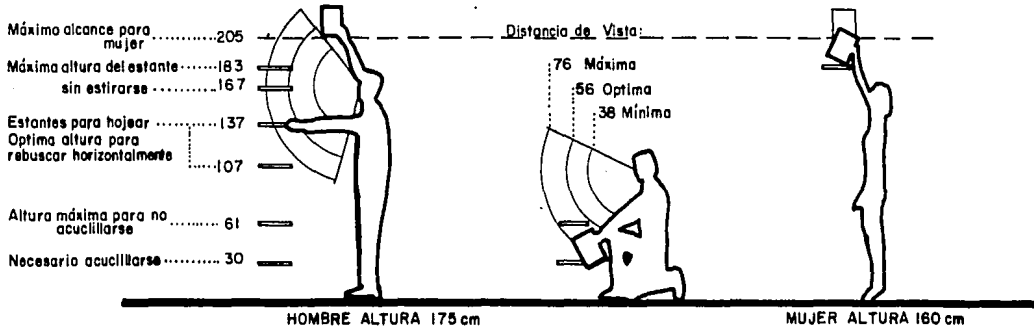 Máximo alcance para
mujer .......... 205
Máxima altura del estante ...... 183
sin estirarse ...... 167
Estantes para hojear ....... 137
Optima altura para
rebuscar horizontalmente
.....107
Altura máxima para no
acuclillarse ........ 61
Necesario acuclillarse ........ 30
Distancia de Vista:
76 Máxima
56 Optima
38 Mínima
HOMBRE ALTURA 175 cm
MUJER ALTURA 160 cm